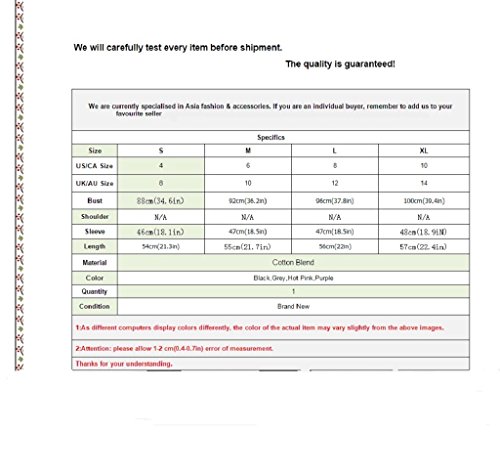 We will carefully test every item before shipment.
The quality is guaranteed!
We are currently specialised in Asia fashion & accessories. If you are an individual buyer, remember to add us to your
favourite seller
Specifics
Size S M L XL
US/CA Size 4 6 8 10
UK/AU Size 8 10 12 14
Bust 88cm(34.6in) 92cm(36.2in) 96cm(37.8in) 100cm(39.4in)
Shoulder N/A N/A N/A N/A
Sleeve 46cm(18.1in) 47cm(18.5in) 47cm(18.5in) 48cm(18.9iN)
Length 54cm(21.3in) 55cm(21.7in) 56cm(22in) 57cm(22.4in)
Material Cotton Blend
Color Black,Grey,Hot Pink,Purple
Quantity 1
Condition Brand New
1:As different computers display colors differently, the color of the actual item may vary slightly from the above images.
2:Attention: please allow 1-2 cm(0.4-0.7in) error of measurement.
Thanks for your understanding.